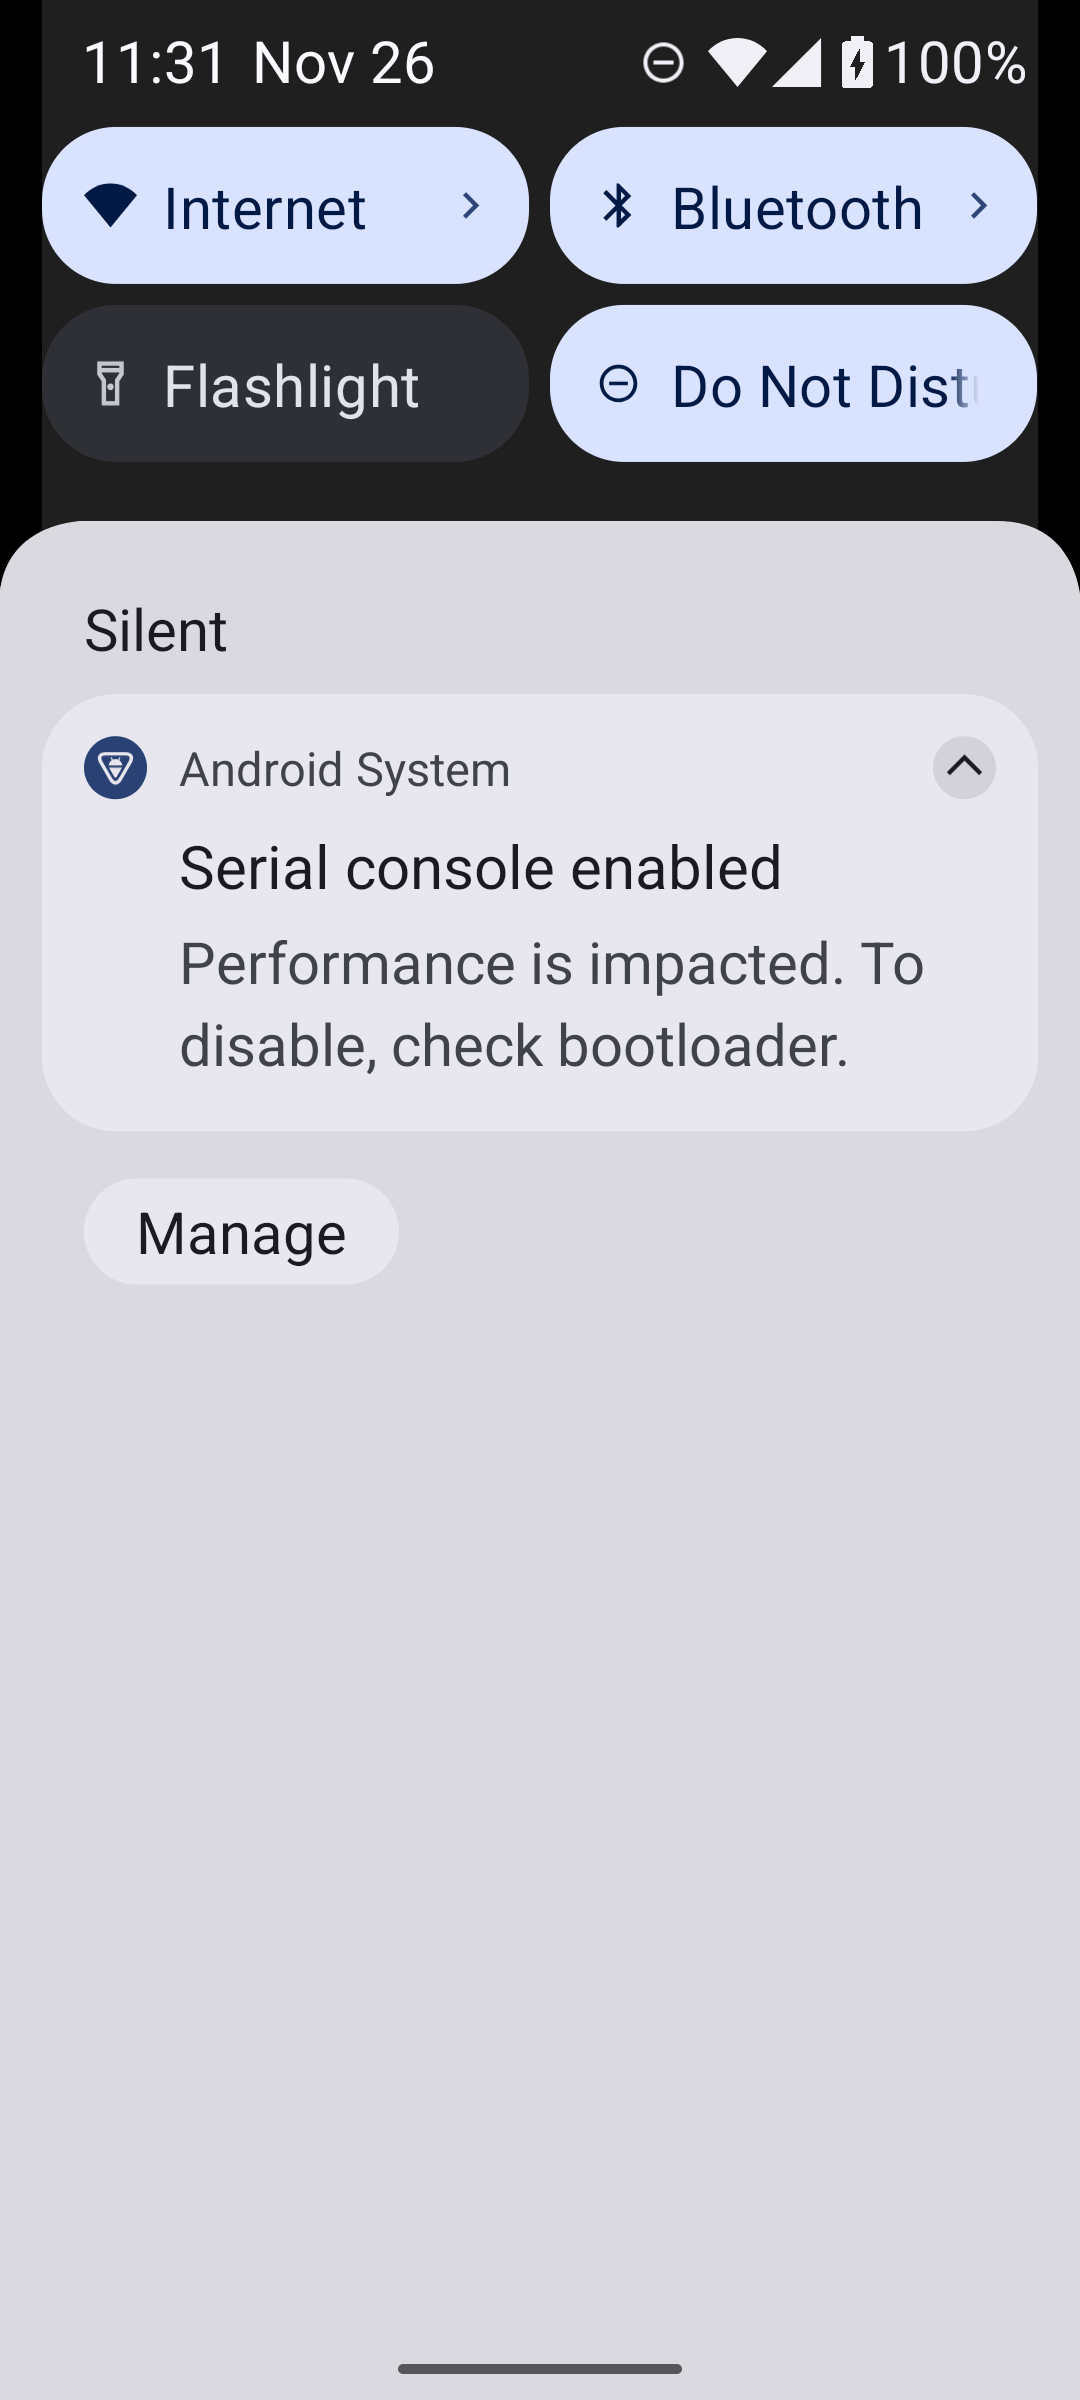 11:31 Nov 26 100%
Internet Bluetooth
Flashlight Do Not Dist
Silent
Android System
Serial console enabled
Performance is impacted. To
disable, check bootloader.
Manage